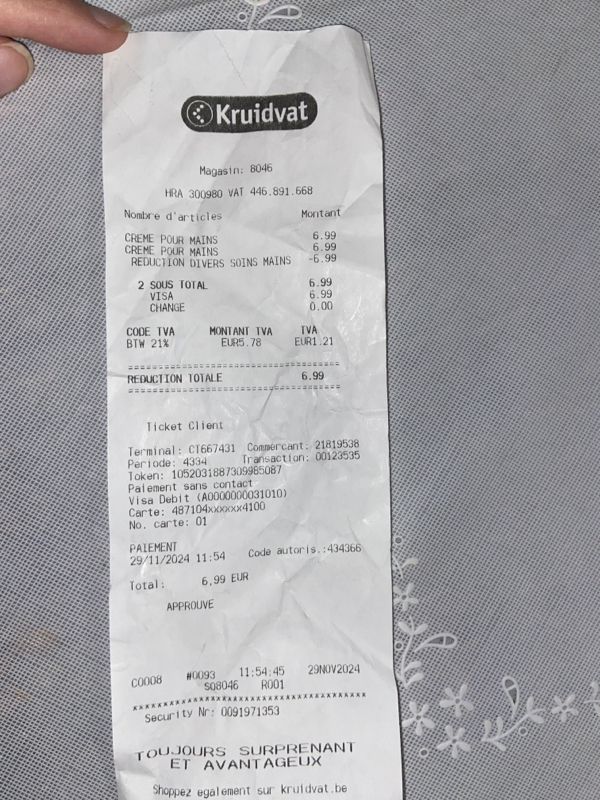 Kruidvat
Magasin: 8046
HRA 300980 VAT 446.891.668
Nombre d'articles Montant
CREME POUR MAINS 6.99
CREME POUR MAINS 6.99
REDUCTION DIVERS SOINS MAINS -6.99
2 SOUS TOTAL 6.99
VISA 6.99
CHANGE 0.00
CODE TVA MONTANT TVA TVA
BTW 21% EUR5.78 EUR1.21
================================
REDUCTION TOTALE 6.99
================================
Ticket Client
Terminal: CT667431 Commercant: 21819538
Periode: 4334 Transaction: 00123535
Token: 1052031887309985087
Paiement sans contact
Visa Debit (A0000000031010)
Carte: 487104xxxxxx4100
No. carte: 01
PAIEMENT
29/11/2024 11:54 Code autoris.:434366
Total: 6,99 EUR
APPROUVE
C0008 #0093 11:54:45 29NOV2024
S08046 R001
xxxxxxxxxxxxxxxxxxxxxxxxxxxxxxxxxxx
Security Nr: 0091971353
TOUJOURS SURPRENANT
ET AVANTAGEUX
Shoppez egalement sur kruidvat.be